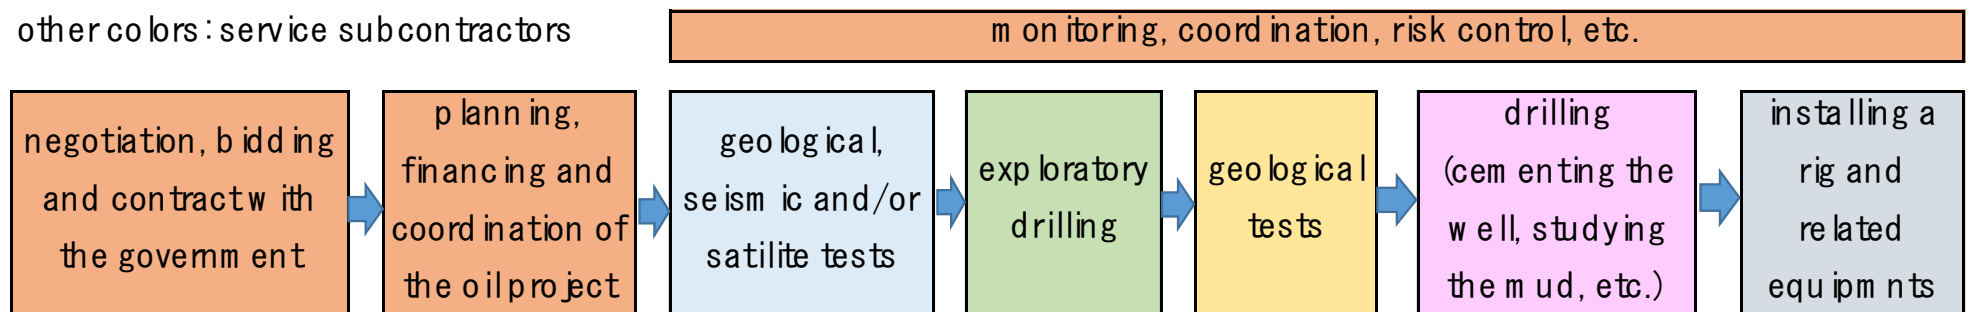 other colors: service subcontractors
monitoring, coordination, risk control, etc.
negotiation, bidding
and contract with
the government
planning,
financing and
coordination of
the oil project
geological,
seismic and/or
satilite tests
exploratory
drilling
geological
tests
drilling
(cementing the
well, studying
the mud, etc.)
installing a
rig and
related
equipmnts